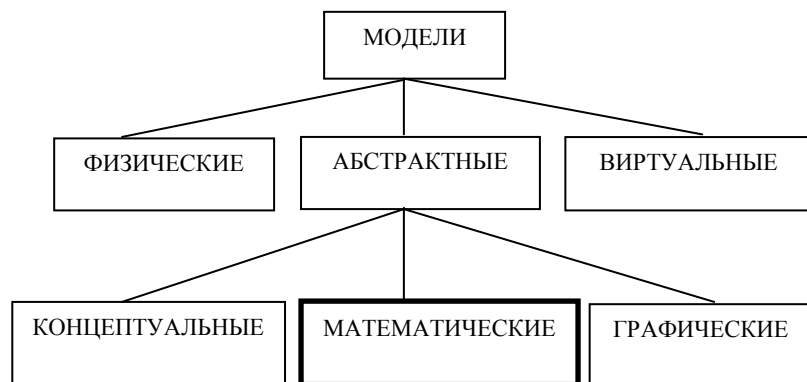 МОДЕЛИ
ФИЗИЧЕСКИЕ
АБСТРАКТНЫЕ
ВИРТУАЛЬНЫЕ
КОНЦЕПТУАЛЬНЫЕ
МАТЕМАТИЧЕСКИЕ
ГРАФИЧЕСКИЕ